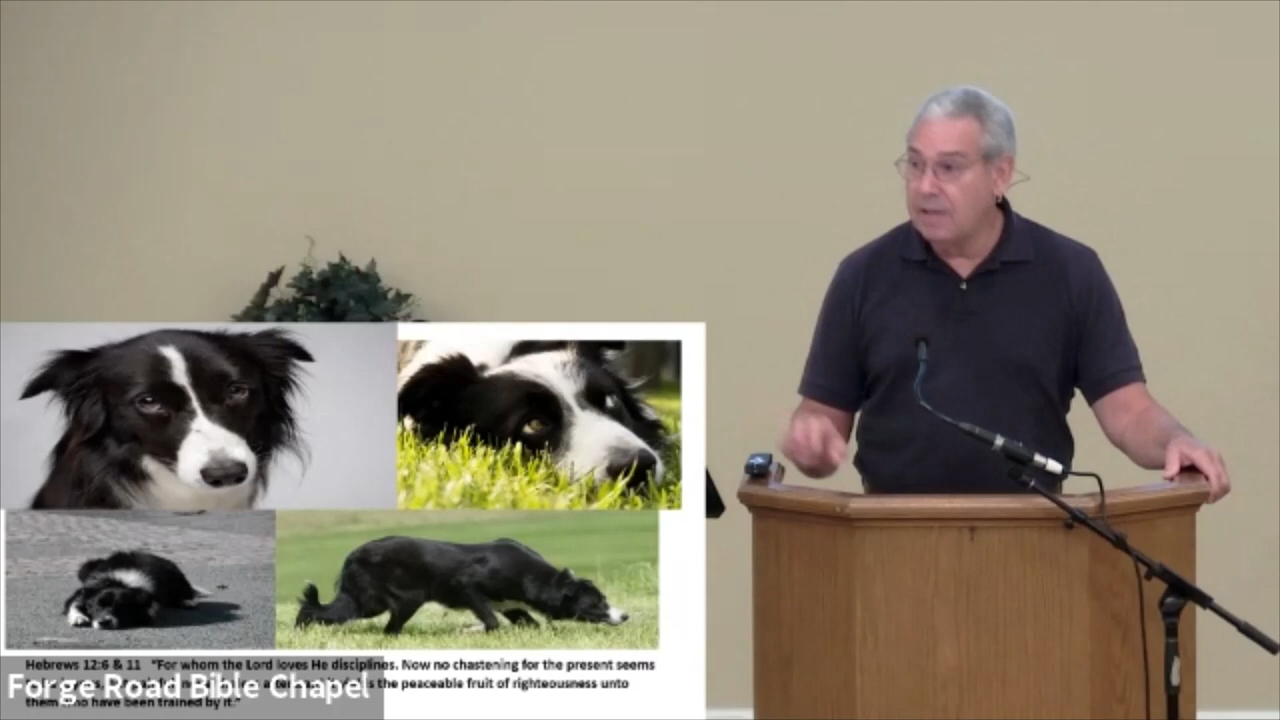 Hebrews 12:6 & 11 "For whom the Lord loves He disciplines. Now no chastening for the present seems
is the peaceable fruit of righteousness unto
have been trained by it."
Forge Road Bible Chapel